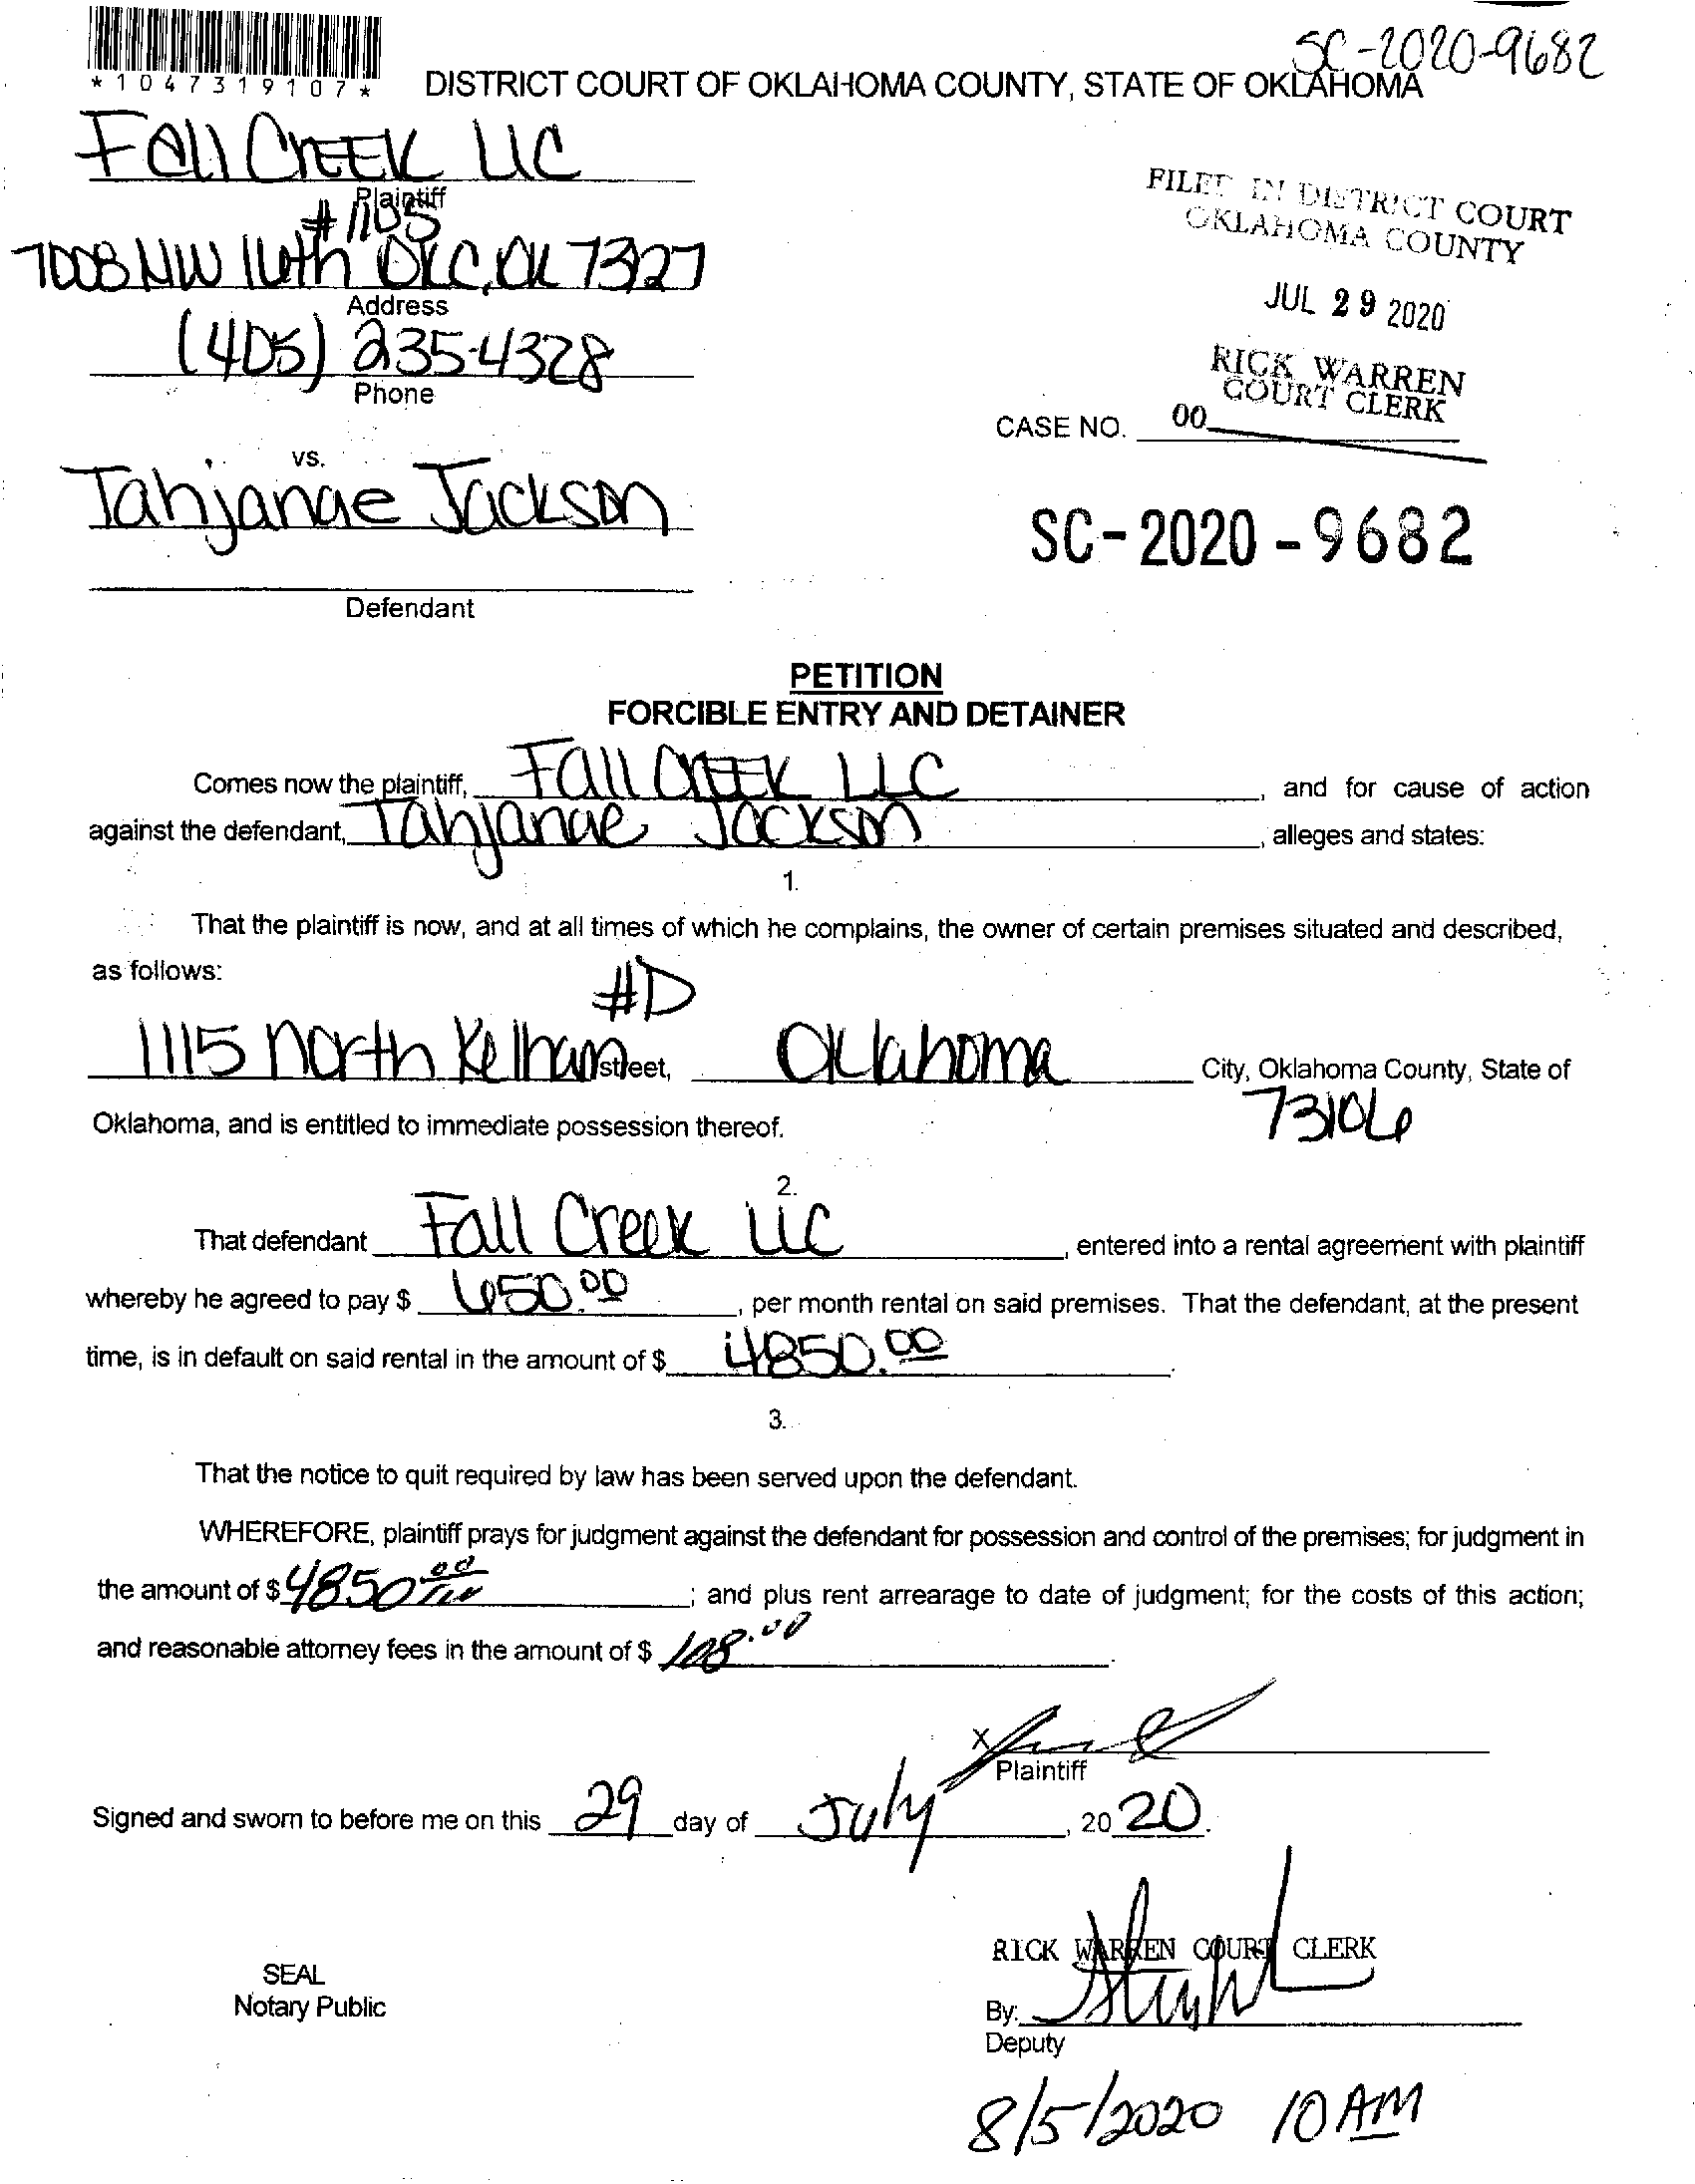 SC-2020-9682
*1047319107*
DISTRICT COURT OF OKLAHOMA COUNTY, STATE OF OKLAHOMA
Fall Creek LLC
Plaintiff
#1105
7008 NW 16th OKC, OK 73127
Address
(405) 235-4328
Phone
FILED IN DISTRICT COURT
OKLAHOMA COUNTY
JUL 29 2020
RICK WARREN
COURT CLERK
CASE NO. 00
vs.
Tahjanae Jackson
SC-2020-9682
Defendant
PETITION
FORCIBLE ENTRY AND DETAINER
Comes now the plaintiff, Fall Creek LLC, and for cause of action
against the defendant, Tahjanae Jackson, alleges and states:
1.
That the plaintiff is now, and at all times of which he complains, the owner of certain premises situated and described,
as follows:
#D
1115 North Kelham street, Oklahoma City, Oklahoma County, State of
73106
Oklahoma, and is entitled to immediate possession thereof.
2.
That defendant Fall Creek LLC, entered into a rental agreement with plaintiff
whereby he agreed to pay $ 650.00, per month rental on said premises. That the defendant, at the present
time, is in default on said rental in the amount of $ 4850.00.
3.
That the notice to quit required by law has been served upon the defendant.
WHEREFORE, plaintiff prays for judgment against the defendant for possession and control of the premises; for judgment in
the amount of $ 4850 00; and plus rent arrearage to date of judgment; for the costs of this action;
and reasonable attorney fees in the amount of $ 108.00.
X
Plaintiff
Signed and sworn to before me on this 29 day of July, 2020.
RICK WARREN COURT CLERK
SEAL
Notary Public
By:
Deputy
8/5/2020 10 AM